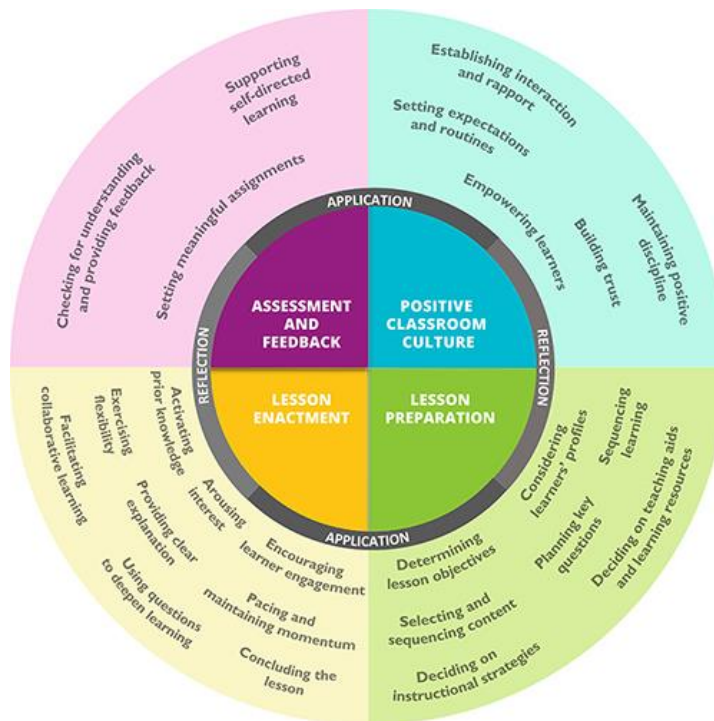 Supporting
self-directed
learning
Checking for understanding
and providing feedback
Setting meaningful assignments
Establishing interaction
and rapport
Setting expectations
and routines
Empowering learners
Building trust
Maintaining positive
discipline
APPLICATION
REFLECTION
ASSESSMENT
AND
FEEDBACK
POSITIVE
CLASSROOM
CULTURE
REFLECTION
LESSON
ENACTMENT
LESSON
PREPARATION
APPLICATION
Activating
prior knowledge
Exercising
flexibility
Facilitating
collaborative learning
Arousing
interest
Providing clear
explanation
Using questions
to deepen learning
Encouraging
learner engagement
Pacing and
maintaining momentum
Concluding the
lesson
Considering
learners' profiles
Sequencing
learning
Planning key
questions
Deciding on teaching aids
and learning resources
Determining
lesson objectives
Selecting and
sequencing content
Deciding on
instructional strategies